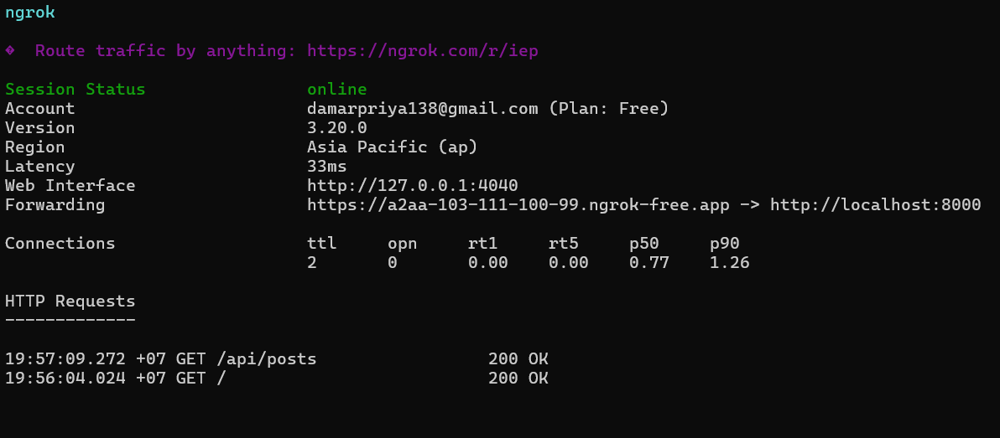 ngrok
� Route traffic by anything: https://ngrok.com/r/iep
Session Status online
Account damarpriya138@gmail.com (Plan: Free)
Version 3.20.0
Region Asia Pacific (ap)
Latency 33ms
Web Interface http://127.0.0.1:4040
Forwarding https://a2aa-103-111-100-99.ngrok-free.app -> http://localhost:8000
Connections ttl opn rt1 rt5 p50 p90
2 0 0.00 0.00 0.77 1.26
HTTP Requests
-------------
19:57:09.272 +07 GET /api/posts 200 OK
19:56:04.024 +07 GET / 200 OK